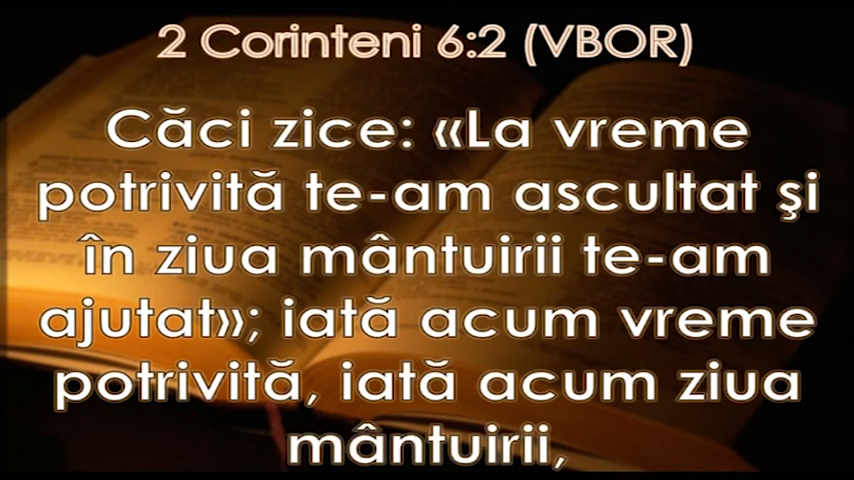 2 Corinteni 6:2 (VBOR)
Căci zice: «La vreme
potrivită te-am ascultat şi
în ziua mântuirii te-am
ajutat»; iată acum vreme
potrivită, iată acum ziua
mântuirii,